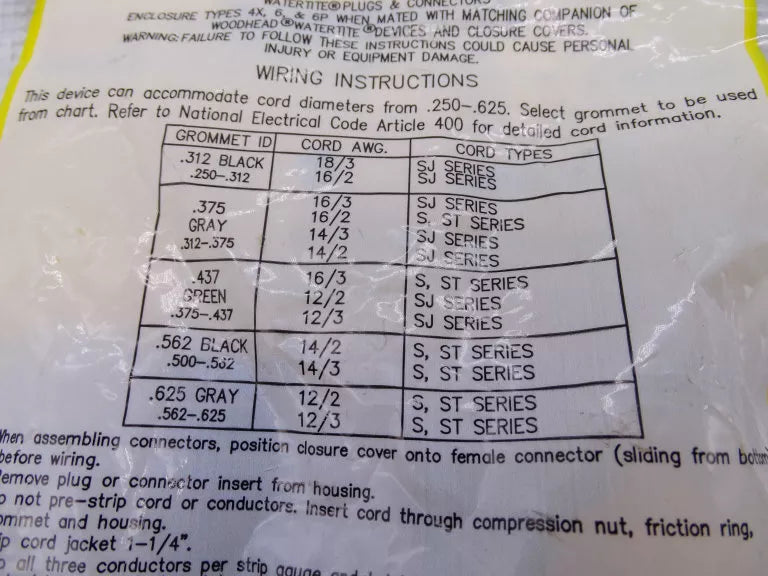 WATERTITE® PLUGS & CONNECTORS
ENCLOSURE TYPES 4X, 6, & 6P WHEN MATED WITH MATCHING COMPANION OF
WOODHEAD® WATERTITE® DEVICES AND CLOSURE COVERS.
WARNING: FAILURE TO FOLLOW THESE INSTRUCTIONS COULD CAUSE PERSONAL
INJURY OR EQUIPMENT DAMAGE.
WIRING INSTRUCTIONS
This device can accommodate cord diameters from .250-.625. Select grommet to be used
from chart. Refer to National Electrical Code Article 400 for detailed cord information.
GROMMET ID CORD AWG. CORD TYPES
.312 BLACK 18/3 SJ SERIES
.250-.312 16/2 SJ SERIES
.375 16/3 SJ SERIES
GRAY 16/2 S. ST SERIES
.312-.375 14/3 SJ SERIES
14/2 SJ SERIES
.437 16/3 S, ST SERIES
GREEN 12/2 SJ SERIES
.375-.437 12/3 SJ SERIES
.562 BLACK 14/2 S, ST SERIES
.500-.562 14/3 S, ST SERIES
.625 GRAY 12/2 S, ST SERIES
.562-.625 12/3 S, ST SERIES
When assembling connectors, position closure cover onto female connector (sliding from bottom)
before wiring.
emove plug or connector insert from housing.
o not pre-strip cord or conductors. Insert cord through compression nut, friction ring,
ommet and housing.
ip cord jacket 1-1/4".
o all three conductors per strip gauge and